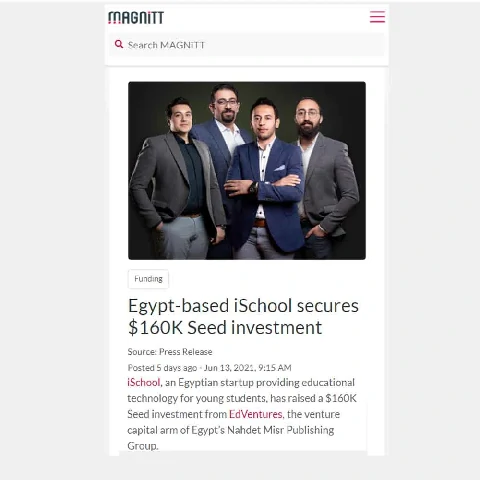 MAGNiTT
Search MAGNiTT
Funding
Egypt-based iSchool secures
$160K Seed investment
Source: Press Release
Posted 5 days ago - Jun 13, 2021, 9:15 AM
iSchool, an Egyptian startup providing educational
technology for young students, has raised a $160K
Seed investment from EdVentures, the venture
capital arm of Egypt's Nahdet Misr Publishing
Group.